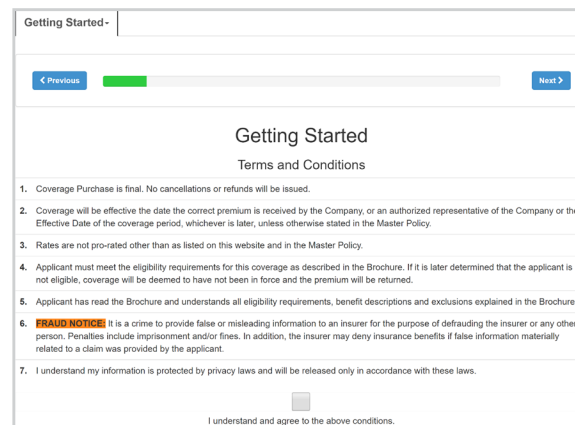 Getting Started
Previous
Next
Getting Started
Terms and Conditions
1. Coverage Purchase is final. No cancellations or refunds will be issued.
2. Coverage will be effective the date the correct premium is received by the Company, or an authorized representative of the Company or the
Effective Date of the coverage period, whichever is later, unless otherwise stated in the Master Policy.
3. Rates are not pro-rated other than as listed on this website and in the Master Policy.
4. Applicant must meet the eligibility requirements for this coverage as described in the Brochure. If it is later determined that the applicant is
not eligible, coverage will be deemed to have not been in force and the premium will be returned.
5. Applicant has read the Brochure and understands all eligibility requirements, benefit descriptions and exclusions explained in the Brochure
6. FRAUD NOTICE: It is a crime to provide false or misleading information to an insurer for the purpose of defrauding the insurer or any other
person. Penalties include imprisonment and/or fines. In addition, the insurer may deny insurance benefits if false information materially
related to a claim was provided by the applicant.
7. I understand my information is protected by privacy laws and will be released only in accordance with these laws.
I understand and agree to the above conditions.